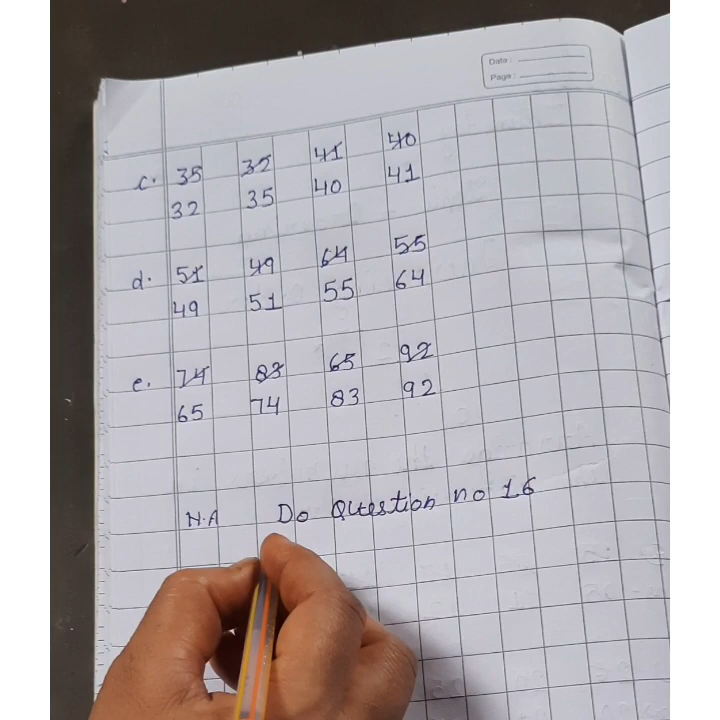 Date :
Page :
c. 35 32 41 40
32 35 40 41
d. 51 49 64 55
49 51 55 64
e. 74 83 65 92
65 74 83 92
N.A Do Question no 16